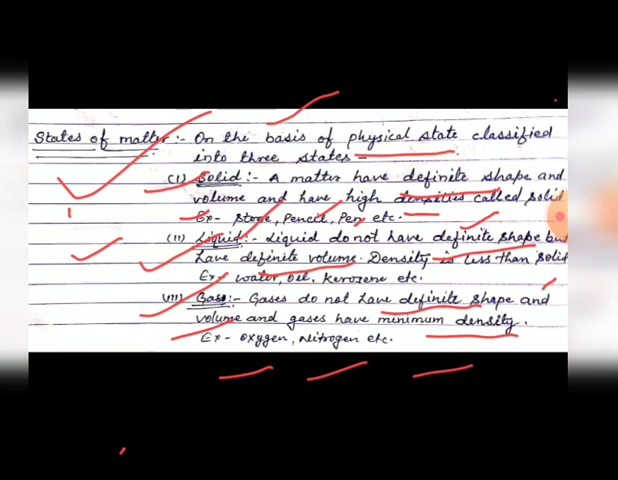 States of matter:- On the basis of physical state classified
into three states -
(i) Solid :- A matter have definite shape and
volume and have high densities called solid
Ex - Stone, Pencil, Pen etc.
(ii) Liquid:- Liquid do not have definite shape but
have definite volume. Density is less than solid
Ex- water, oil, Kerosene etc.
(iii) Gas:- Gases do not have definite shape and
volume and gases have minimum density.
Ex- oxygen, Nitrogen etc.